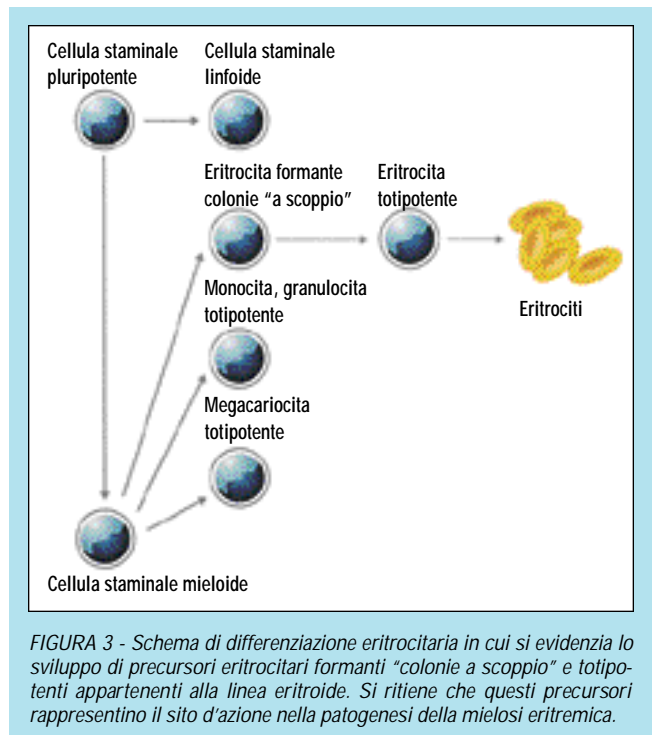 Cellula staminale
pluripotente
Cellula staminale
linfoide
Eritrocita formante
colonie “a scoppio”
Eritrocita
totipotente
Eritrociti
Monocita, granulocita
totipotente
Megacariocita
totipotente
Cellula staminale mieloide
FIGURA 3 - Schema di differenziazione eritrocitaria in cui si evidenzia lo
sviluppo di precursori eritrocitari formanti “colonie a scoppio” e totipo-
tenti appartenenti alla linea eritroide. Si ritiene che questi precursori
rappresentino il sito d’azione nella patogenesi della mielosi eritremica.